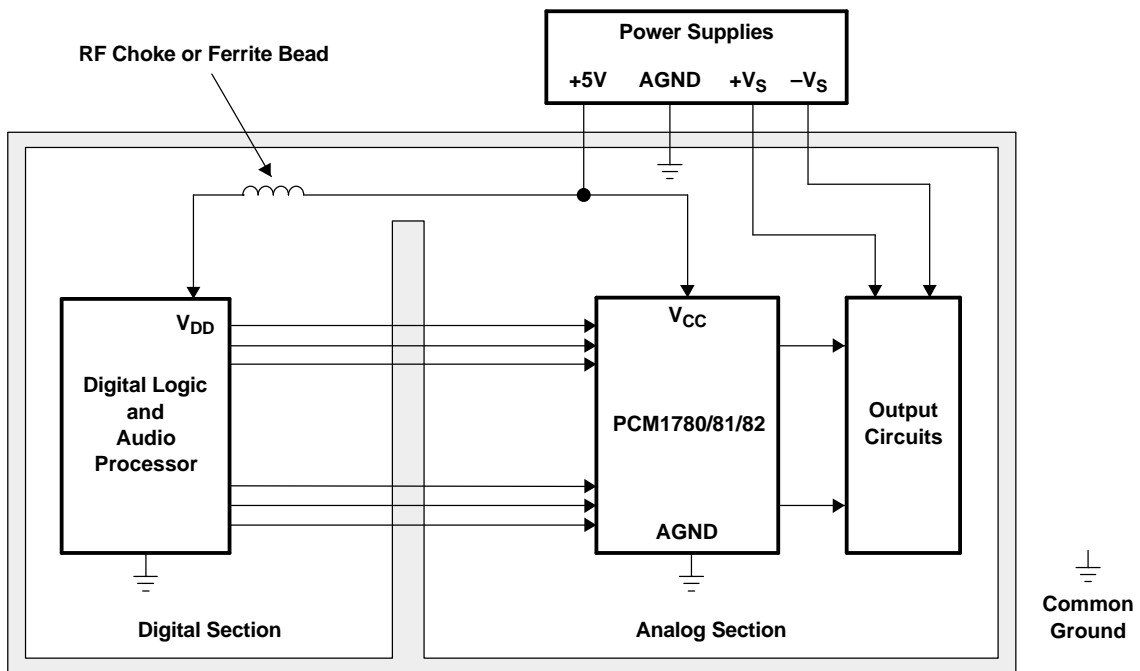 Power Supplies
+5V AGND +VS –VS
RF Choke or Ferrite Bead
VDD
Digital Logic
and
Audio
Processor
VCC
PCM1780/81/82
AGND
Output
Circuits
Digital Section
Analog Section
Common
Ground